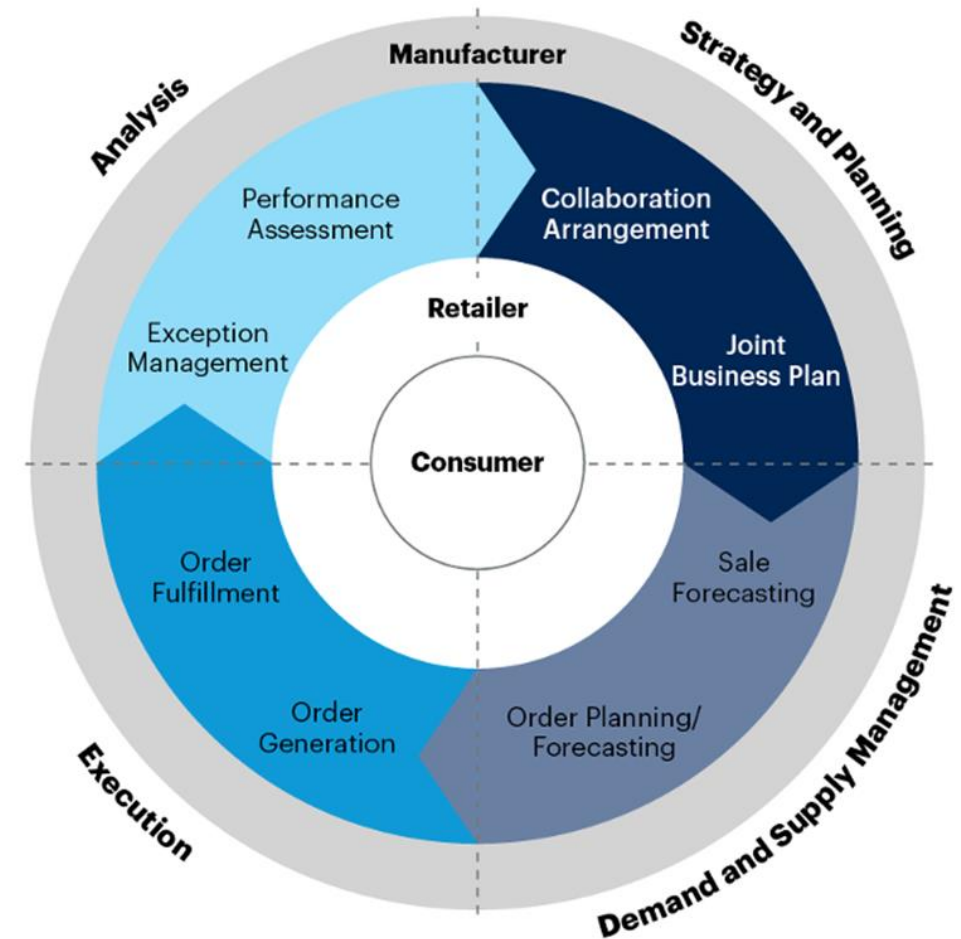 Manufacturer
Analysis
Strategy and Planning
Performance
Assessment
Collaboration
Arrangement
Retailer
Exception
Management
Joint
Business Plan
Consumer
Order
Fulfillment
Sale
Forecasting
Order
Generation
Order Planning/
Forecasting
Execution
Demand and Supply Management